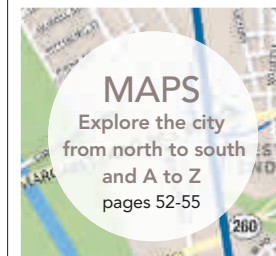 MAPS
Explore the city
from north to south
and A to Z
pages 52-55
260